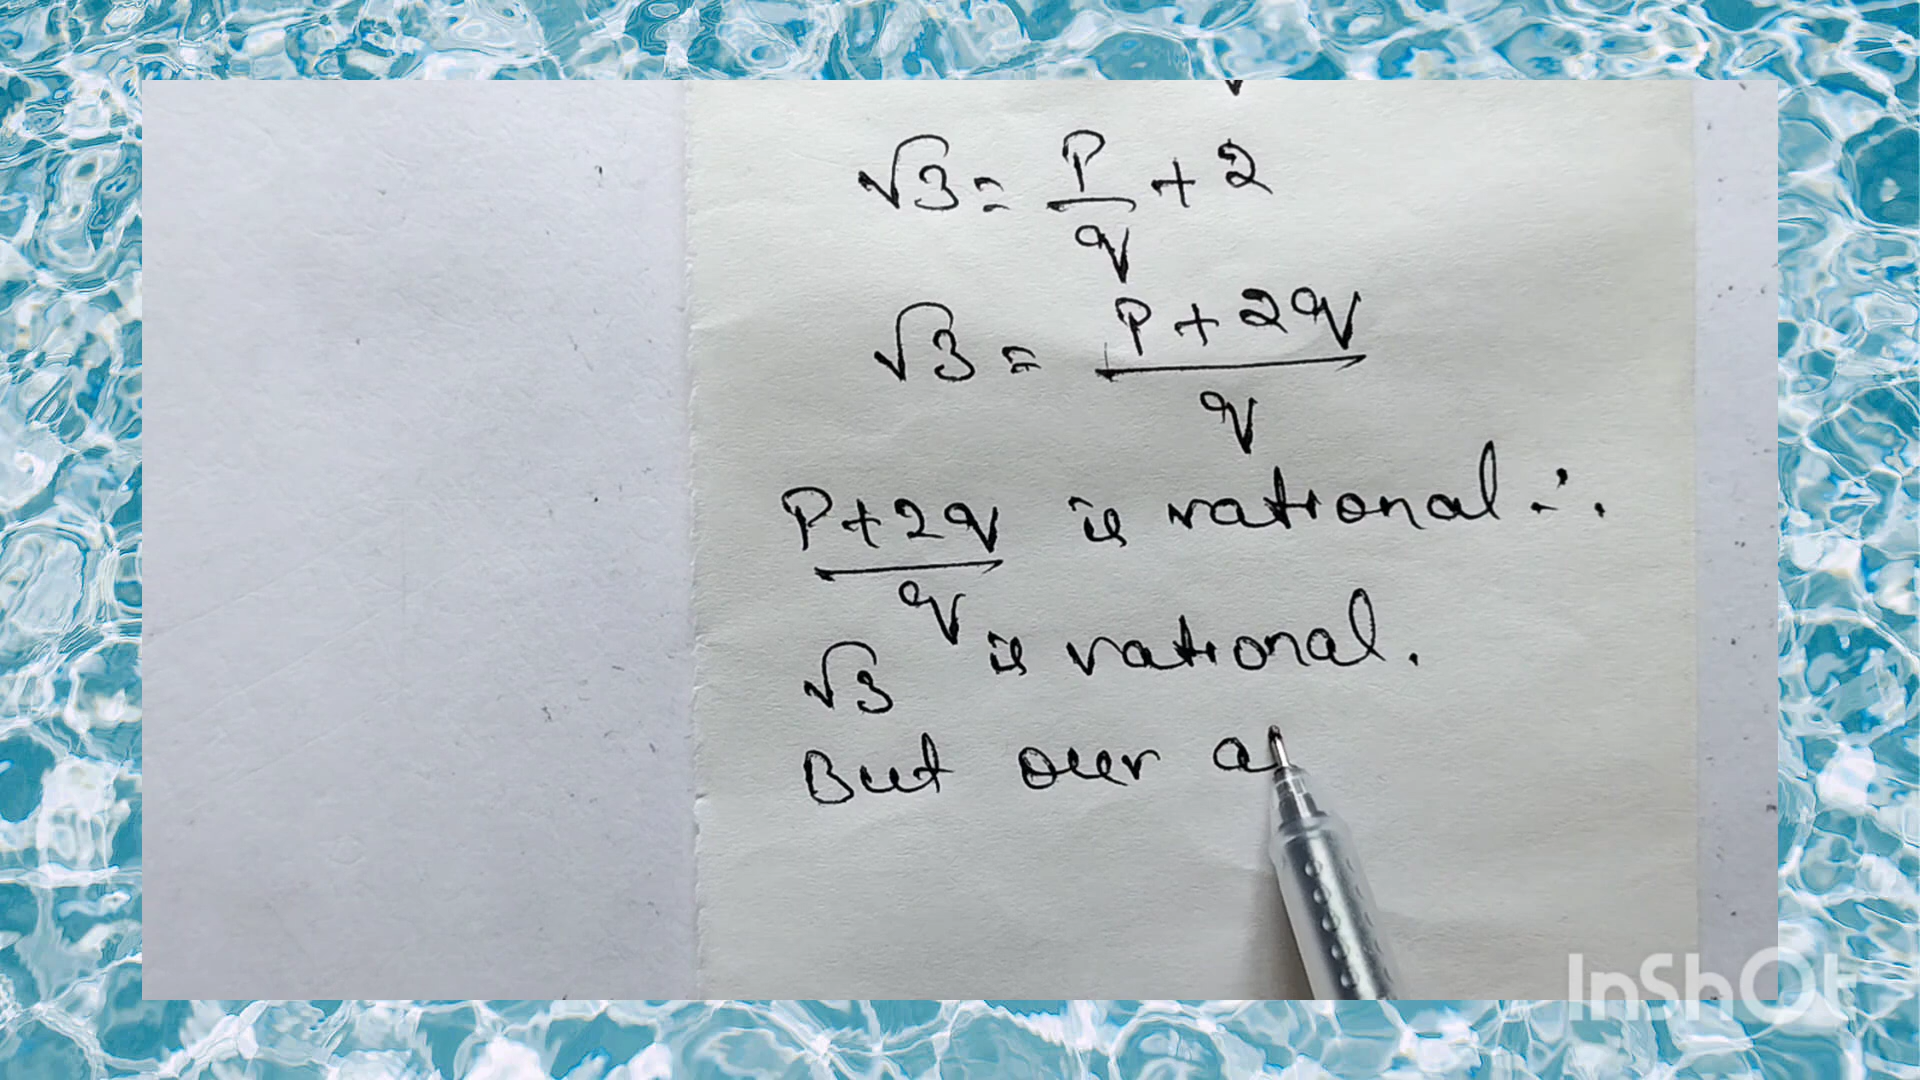 √3 = P/q + 2
√3 = P+2q/q
P+2q/q is rational ∴
√3 is rational.
But our a
InShOt